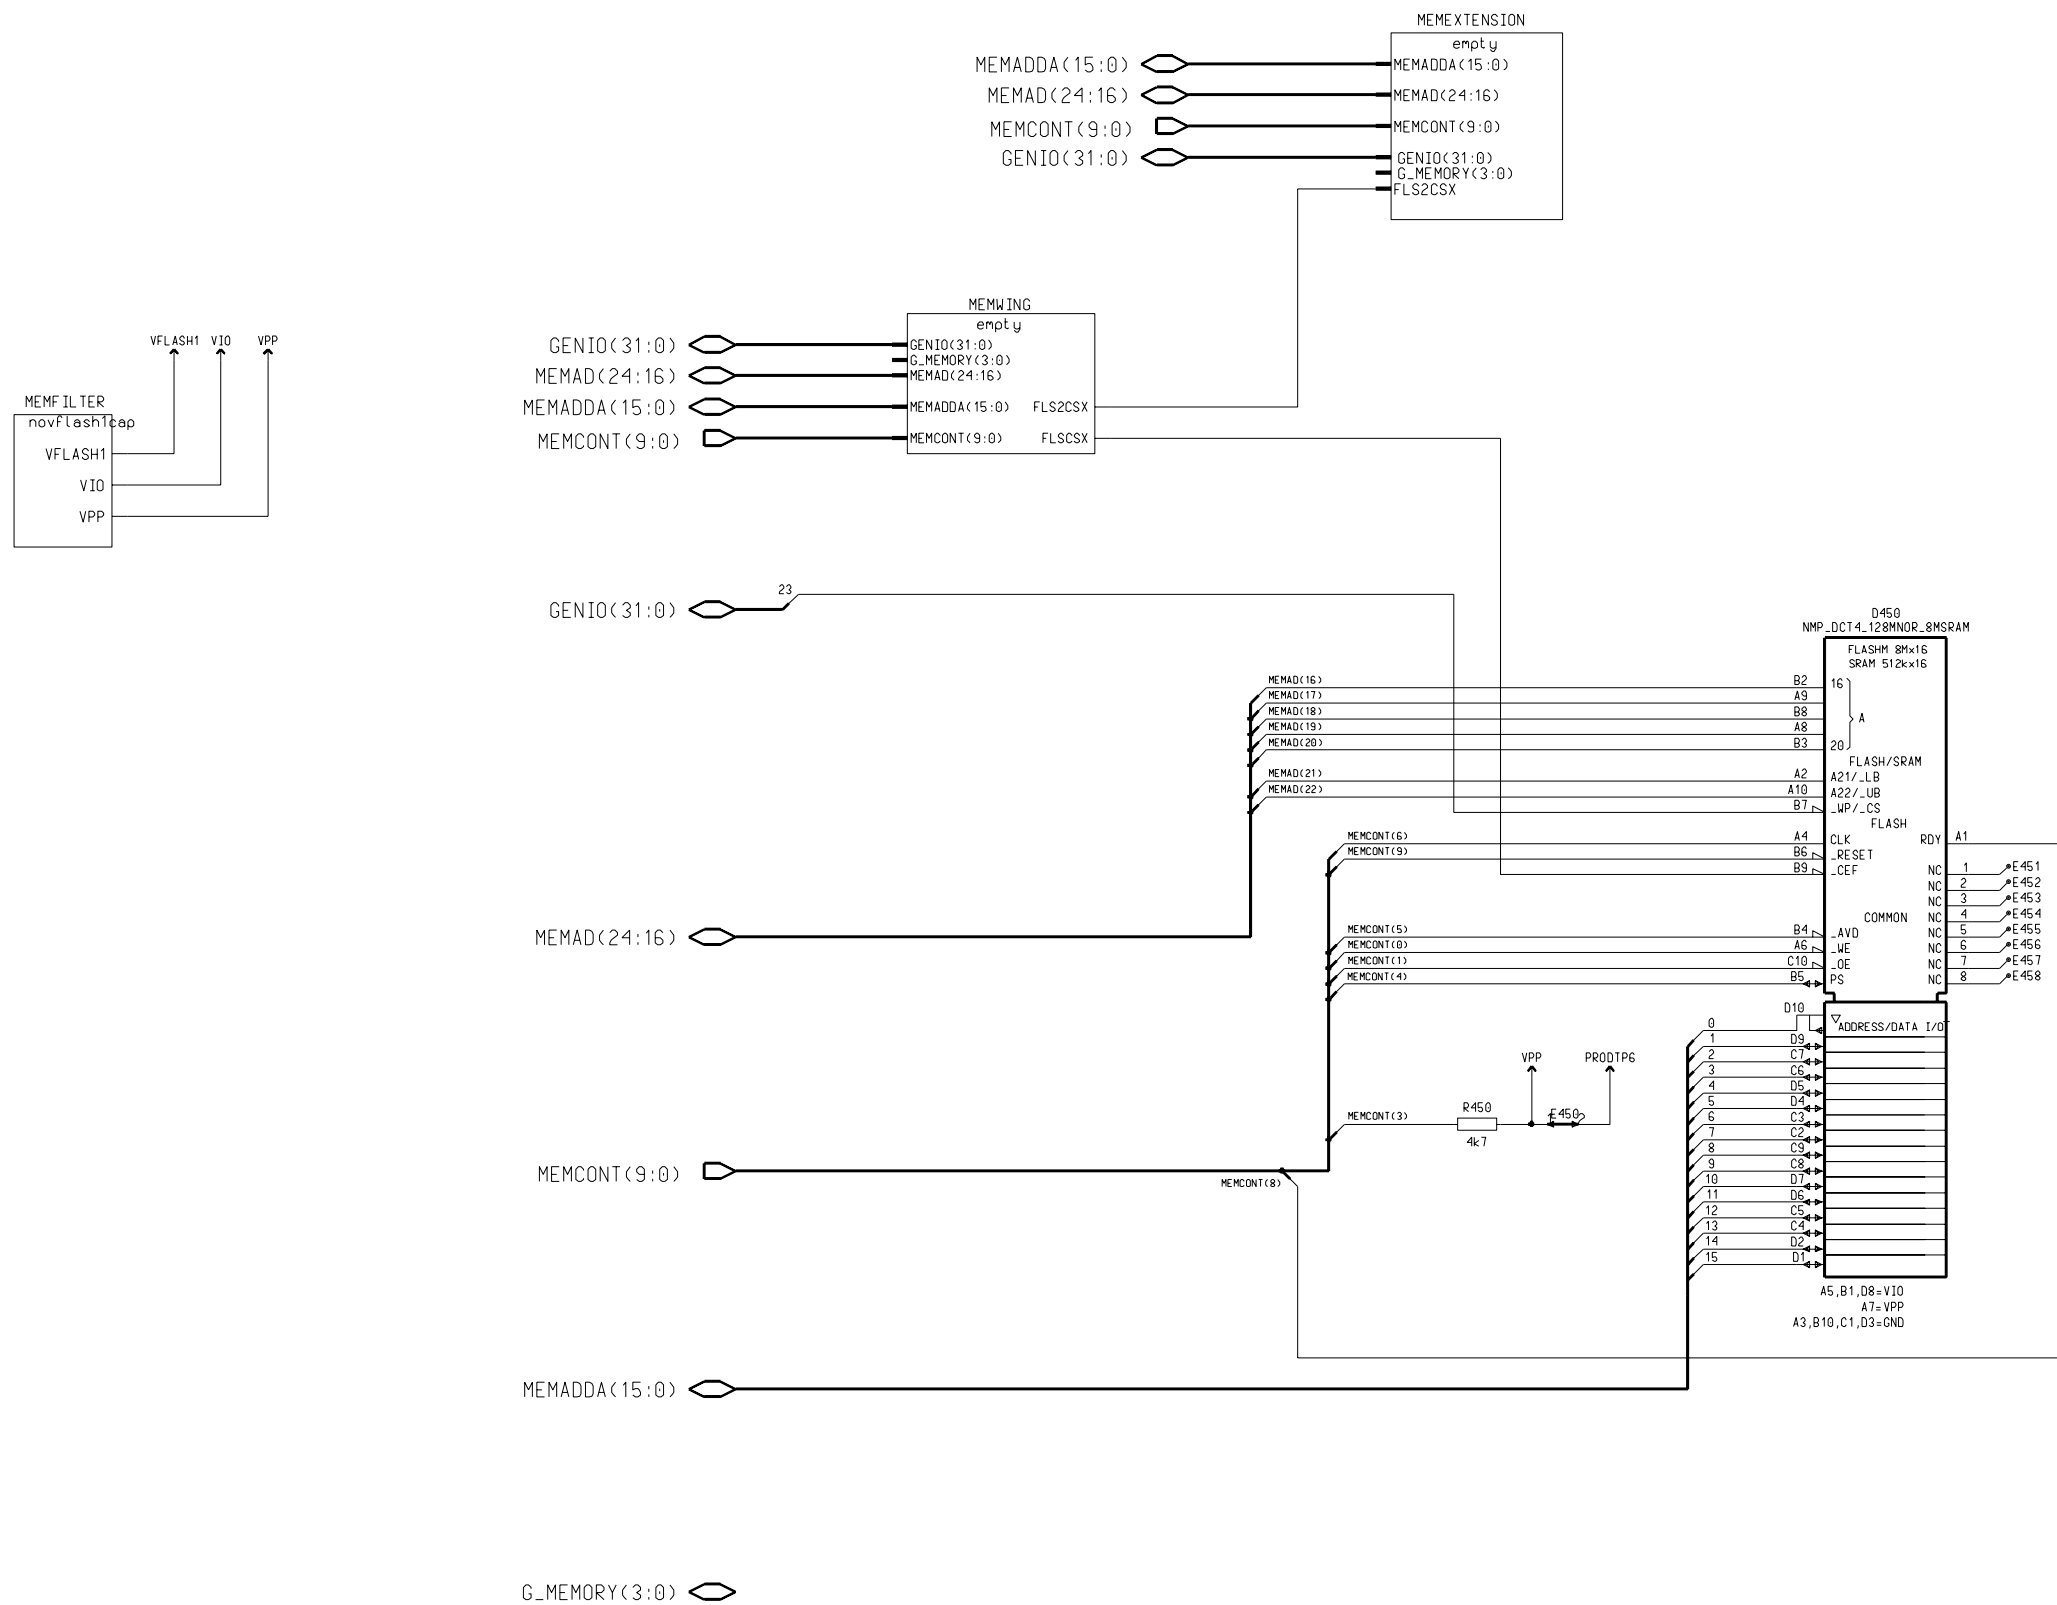 MEMEXTENSION
empty
MEMADDA(15:0) MEMADDA(15:0)
MEMAD(24:16) MEMAD(24:16)
MEMCONT(9:0) MEMCONT(9:0)
GENIO(31:0) GENIO(31:0)
G_MEMORY(3:0)
FLS2CSX
MEMWING
empty
GENIO(31:0) GENIO(31:0)
G_MEMORY(3:0)
MEMAD(24:16) MEMAD(24:16)
MEMADDA(15:0) MEMADDA(15:0) FLS2CSX
MEMCONT(9:0) MEMCONT(9:0) FLSCSX
VFLASH1 VIO VPP
MEMFILTER
novflash1cap
VFLASH1
VIO
VPP
GENIO(31:0) 23
D450
NMP_DCT4_128MNOR_8MSRAM
FLASHM 8Mx16
SRAM 512kx16
MEMAD(16) B2 16
MEMAD(17) A9
MEMAD(18) B8 A
MEMAD(19) A8
MEMAD(20) B3 20
FLASH/SRAM
MEMAD(21) A2 A21/_LB
MEMAD(22) A10 A22/_UB
B7 _WP/_CS
FLASH
MEMCONT(6) A4 CLK RDY A1
MEMCONT(9) B6 _RESET
B9 _CEF NC 1 E451
NC 2 E452
NC 3 E453
COMMON NC 4 E454
MEMAD(24:16) MEMCONT(5) B4 _AVD NC 5 E455
MEMCONT(0) A6 _WE NC 6 E456
MEMCONT(1) C10 _OE NC 7 E457
MEMCONT(4) B5 PS NC 8 E458
D10
0 ADDRESS/DATA I/O
1 D9
2 C7
3 C6
4 D5
5 D4
6 C3
7 C2
8 C9
9 C8
10 D7
11 D6
12 C5
13 C4
14 D2
15 D1
VPP PRODTP6
MEMCONT(3) R450 E450
4k7
MEMCONT(9:0)
MEMCONT(8)
A5,B1,D8=VIO
A7=VPP
A3,B10,C1,D3=GND
MEMADDA(15:0)
G_MEMORY(3:0)